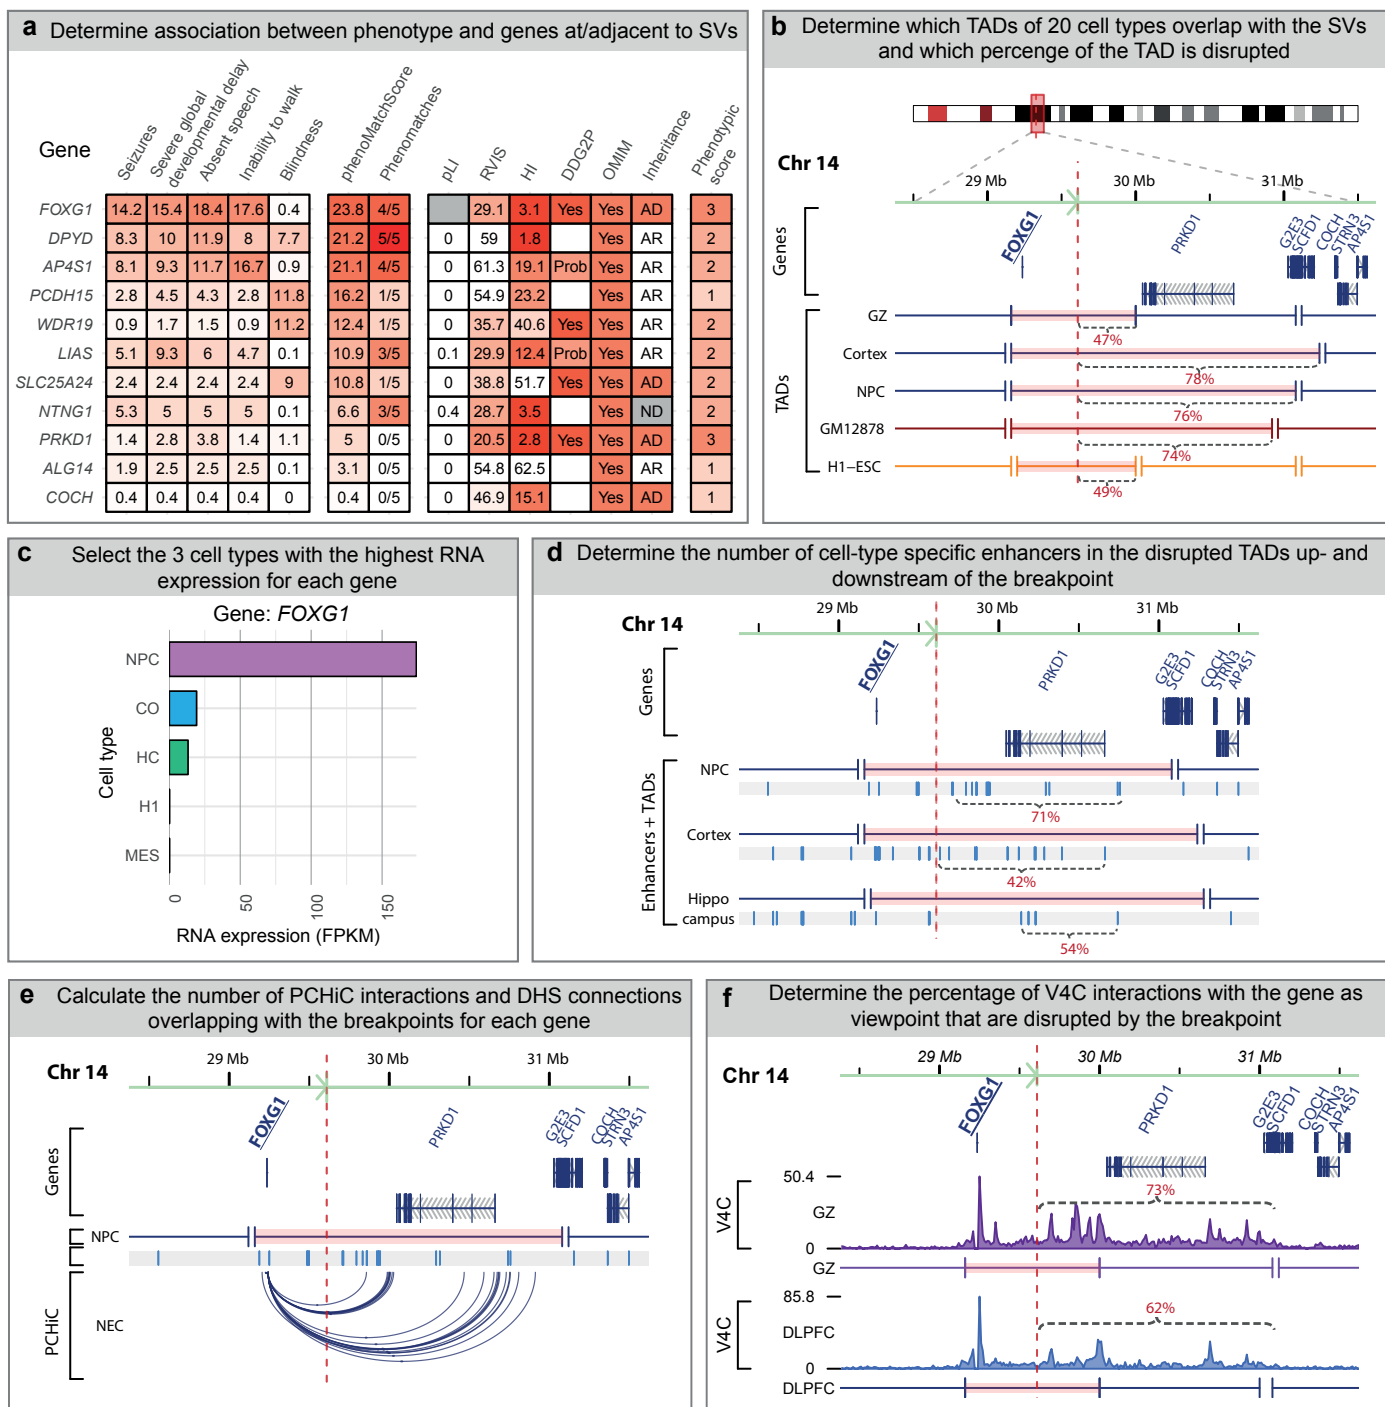 a Determine association between phenotype and genes at/adjacent to SVs
Gene
Seizures
Severe global developmental delay
Absent speech
Inability to walk
Blindness
phenoMatchScore
Phenomatches
pLI
RVIS
HI
DDG2P
OMIM
Inheritance
Phenotypic score
FOXG1 14.2 15.4 18.4 17.6 0.4 23.8 4/5 29.1 3.1 Yes Yes AD 3
DPYD 8.3 10 11.9 8 7.7 21.2 5/5 0 59 1.8 Yes AR 2
AP4S1 8.1 9.3 11.7 16.7 0.9 21.1 4/5 0 61.3 19.1 Prob Yes AR 2
PCDH15 2.8 4.5 4.3 2.8 11.8 16.2 1/5 0 54.9 23.2 Yes AR 1
WDR19 0.9 1.7 1.5 0.9 11.2 12.4 1/5 0 35.7 40.6 Yes Yes AR 2
LIAS 5.1 9.3 6 4.7 0.1 10.9 3/5 0.1 29.9 12.4 Prob Yes AR 2
SLC25A24 2.4 2.4 2.4 2.4 9 10.8 1/5 0 38.8 51.7 Yes Yes AD 2
NTNG1 5.3 5 5 5 0.1 6.6 3/5 0.4 28.7 3.5 Yes ND 2
PRKD1 1.4 2.8 3.8 1.4 1.1 5 0/5 0 20.5 2.8 Yes Yes AD 3
ALG14 1.9 2.5 2.5 2.5 0.1 3.1 0/5 0 54.8 62.5 Yes AR 1
COCH 0.4 0.4 0.4 0.4 0 0.4 0/5 0 46.9 15.1 Yes AD 1
b Determine which TADs of 20 cell types overlap with the SVs
and which percenge of the TAD is disrupted
Chr 14
29 Mb 30 Mb 31 Mb
Genes
FOXG1
PRKD1
G2E3
SCFD1
COCH
STRN3
AP4S1
TADs
GZ
47%
Cortex
78%
NPC
76%
GM12878
74%
H1–ESC
49%
c Select the 3 cell types with the highest RNA
expression for each gene
Gene: FOXG1
Cell type
NPC
CO
HC
H1
MES
0 50 100 150
RNA expression (FPKM)
d Determine the number of cell-type specific enhancers in the disrupted TADs up- and
downstream of the breakpoint
29 Mb 30 Mb 31 Mb
Chr 14
Genes
FOXG1
PRKD1
G2E3
SCFD1
COCH
STRN3
AP4S1
Enhancers + TADs
NPC
71%
Cortex
42%
Hippo
campus
54%
e Calculate the number of PCHiC interactions and DHS connections
overlapping with the breakpoints for each gene
29 Mb 30 Mb 31 Mb
Chr 14
Genes
FOXG1
PRKD1
G2E3
SCFD1
COCH
STRN3
AP4S1
NPC
PCHiC
NEC
f Determine the percentage of V4C interactions with the gene as
viewpoint that are disrupted by the breakpoint
29 Mb 30 Mb 31 Mb
Chr 14
FOXG1
PRKD1
G2E3
SCFD1
COCH
STRN3
AP4S1
V4C
50.4
GZ
0
73%
GZ
V4C
85.8
DLPFC
0
62%
DLPFC